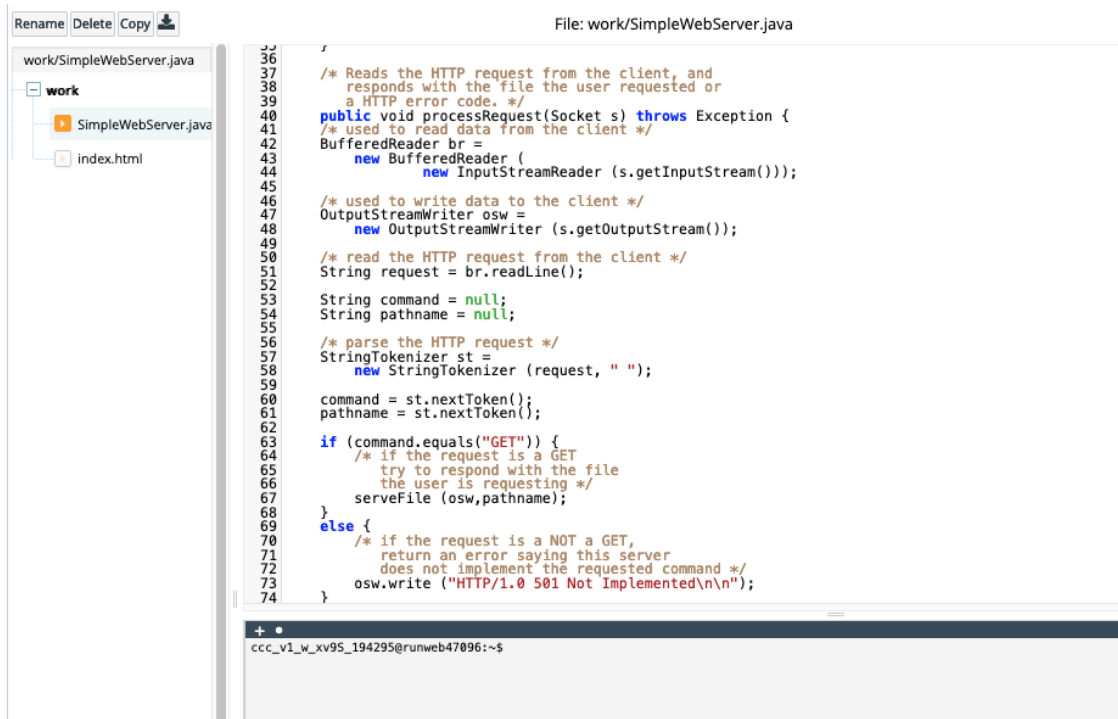 Rename Delete Copy
File: work/SimpleWebServer.java
work/SimpleWebServer.java
work
SimpleWebServer.java
index.html
35 }
36
37 /* Reads the HTTP request from the client, and
38 responds with the file the user requested or
39 a HTTP error code. */
40 public void processRequest(Socket s) throws Exception {
41 /* used to read data from the client */
42 BufferedReader br =
43 new BufferedReader (
44 new InputStreamReader (s.getInputStream()));
45
46 /* used to write data to the client */
47 OutputStreamWriter osw =
48 new OutputStreamWriter (s.getOutputStream());
49
50 /* read the HTTP request from the client */
51 String request = br.readLine();
52
53 String command = null;
54 String pathname = null;
55
56 /* parse the HTTP request */
57 StringTokenizer st =
58 new StringTokenizer (request, " ");
59
60 command = st.nextToken();
61 pathname = st.nextToken();
62
63 if (command.equals("GET")) {
64 /* if the request is a GET
65 try to respond with the file
66 the user is requesting */
67 serveFile (osw,pathname);
68 }
69 else {
70 /* if the request is a NOT a GET,
71 return an error saying this server
72 does not implement the requested command */
73 osw.write ("HTTP/1.0 501 Not Implemented\n\n");
74 }
+
ccc_v1_w_xv9S_194295@runweb47096:~$